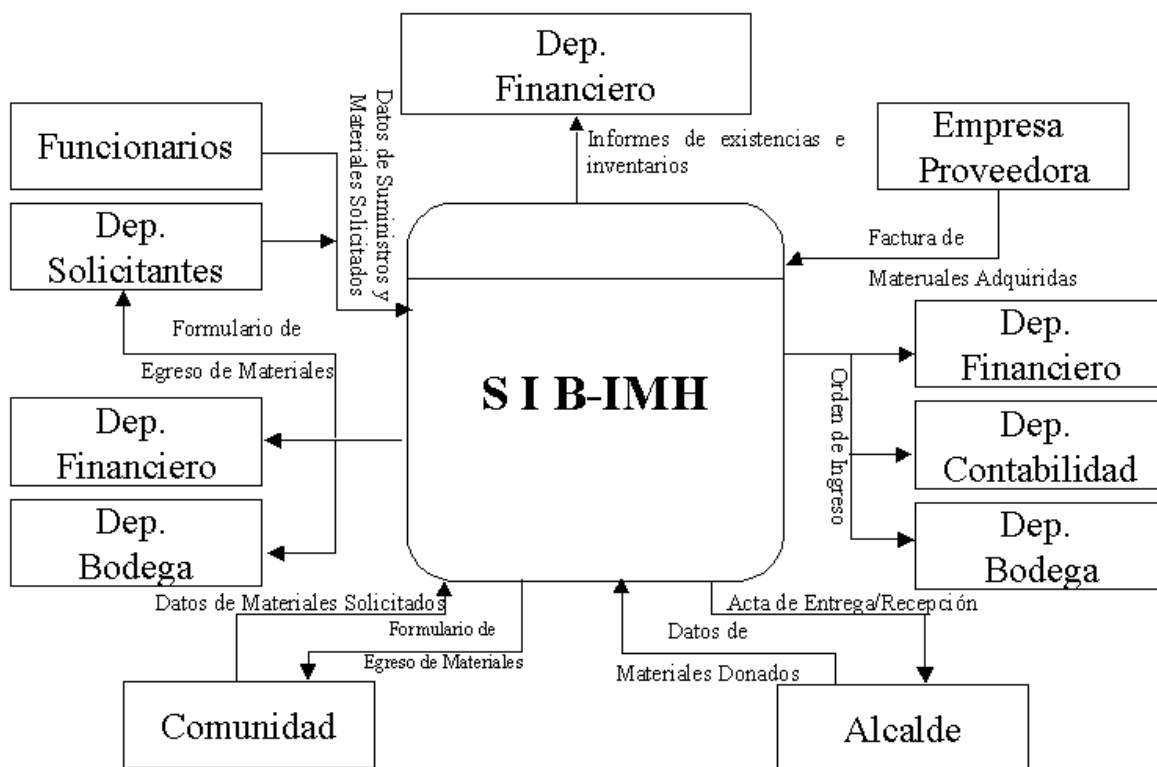 Dep.
Financiero
Funcionarios
Datos de Suministros y
Materiales Solicitados
Informes de existencias e
inventarios
Empresa
Proveedora
Dep.
Solicitantes
Factura de
Materuales Adquiridas
Formulario de
Egreso de Materiales
S I B-IMH
Dep.
Financiero
Orden de Ingreso
Dep.
Financiero
Dep.
Contabilidad
Dep.
Bodega
Dep.
Bodega
Datos de Materiales Solicitados
Formulario de
Egreso de Materiales
Acta de Entrega/Recepción
Datos de
Materiales Donados
Comunidad
Alcalde